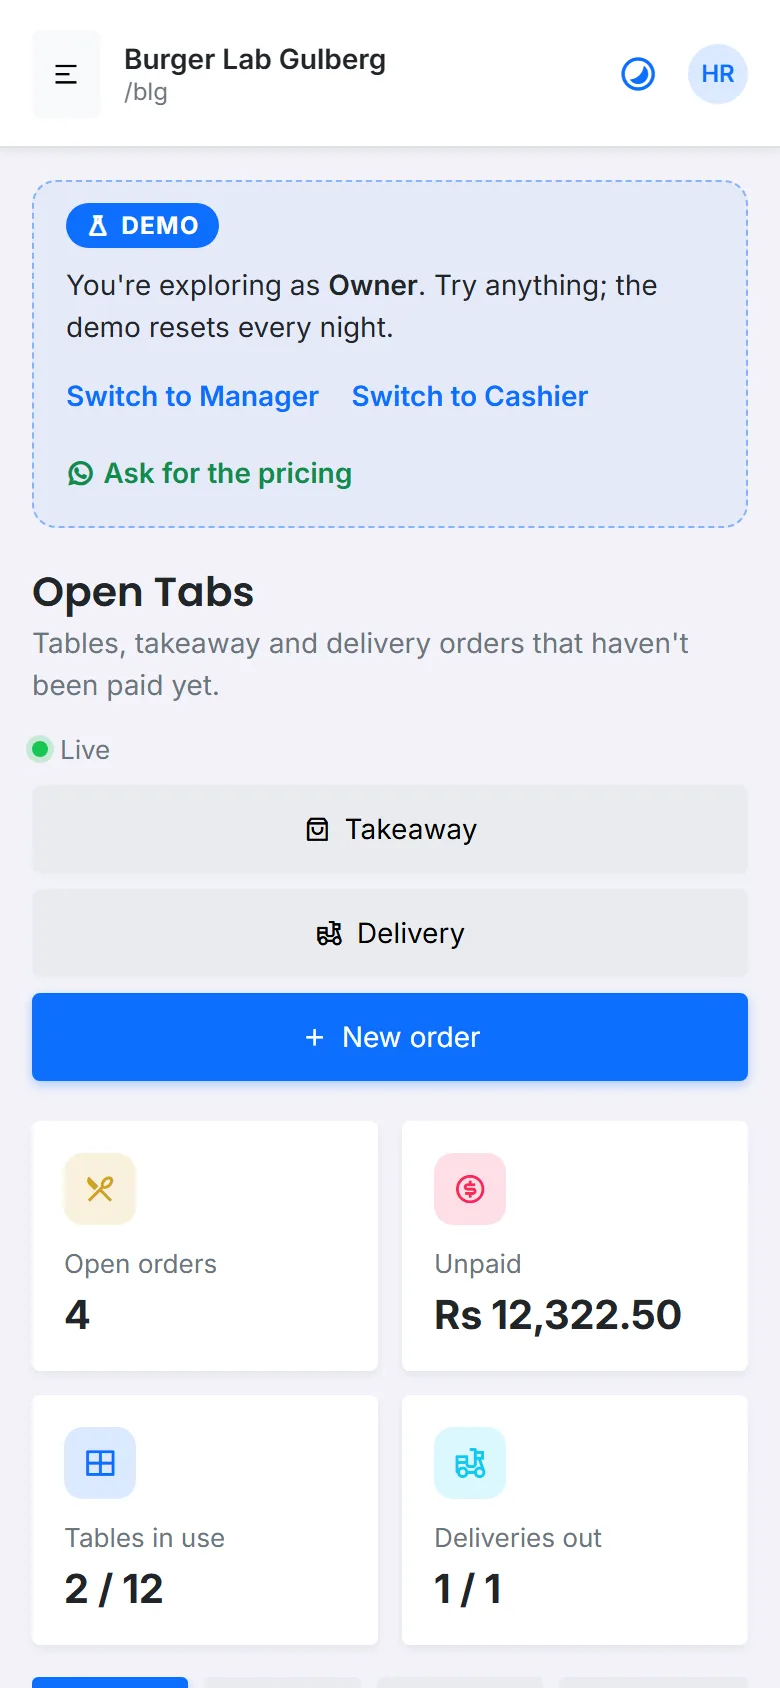 Burger Lab Gulberg
/blg
HR
DEMO
You're exploring as Owner. Try anything; the
demo resets every night.
Switch to Manager Switch to Cashier
Ask for the pricing
Open Tabs
Tables, takeaway and delivery orders that haven't
been paid yet.
Live
Takeaway
Delivery
+ New order
Open orders
4
Unpaid
Rs 12,322.50
Tables in use
2 / 12
Deliveries out
1 / 1